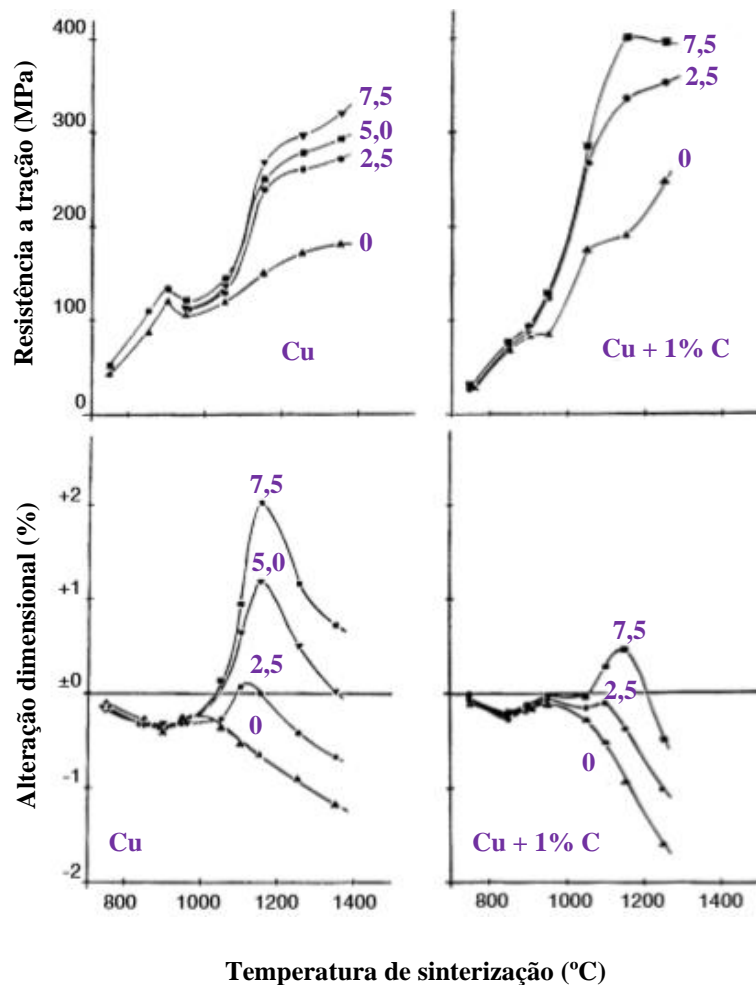 Resistência a tração (MPa)
400
300
200
100
0
7,5
5,0
2,5
0
Cu
7,5
2,5
0
Cu + 1% C
Alteração dimensional (%)
+2
+1
±0
-1
-2
7,5
5,0
2,5
0
Cu
7,5
2,5
0
Cu + 1% C
800 1000 1200 1400
800 1000 1200 1400
Temperatura de sinterização (ºC)